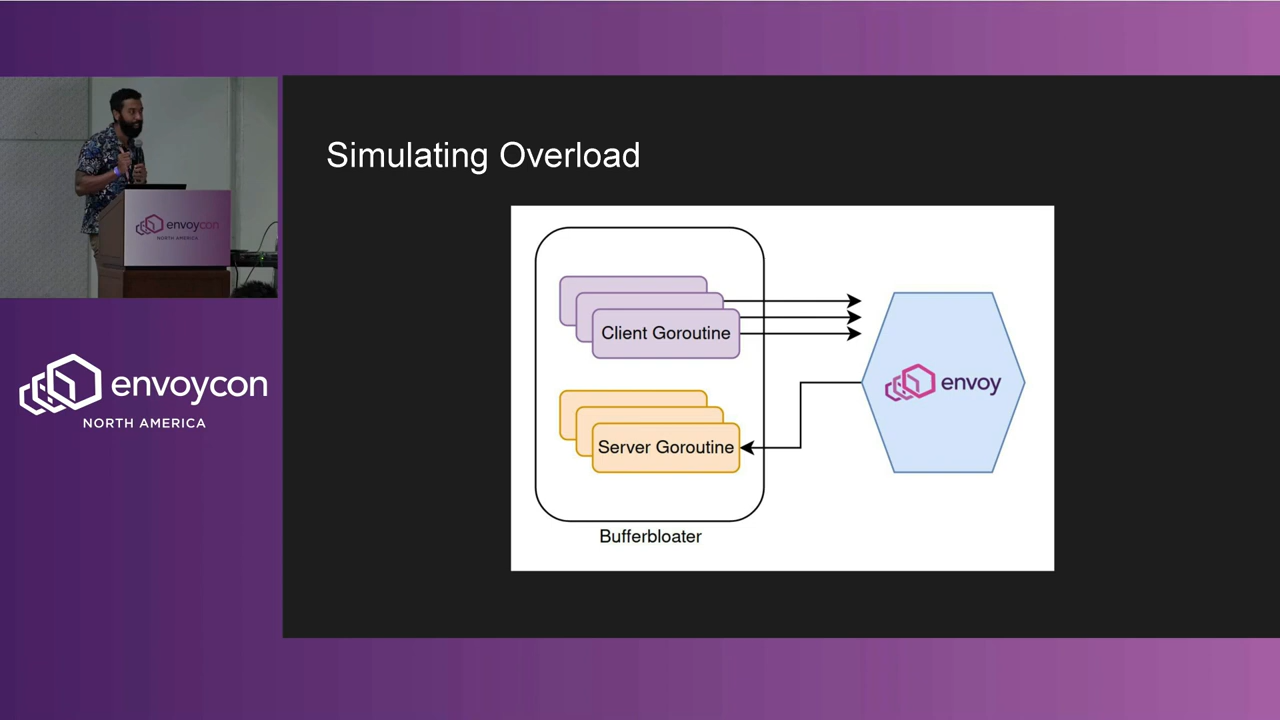 Simulating Overload
envoycon
NORTH AMERICA
Client Goroutine
envoy
Server Goroutine
Bufferbloater
envoycon
NORTH AMERICA